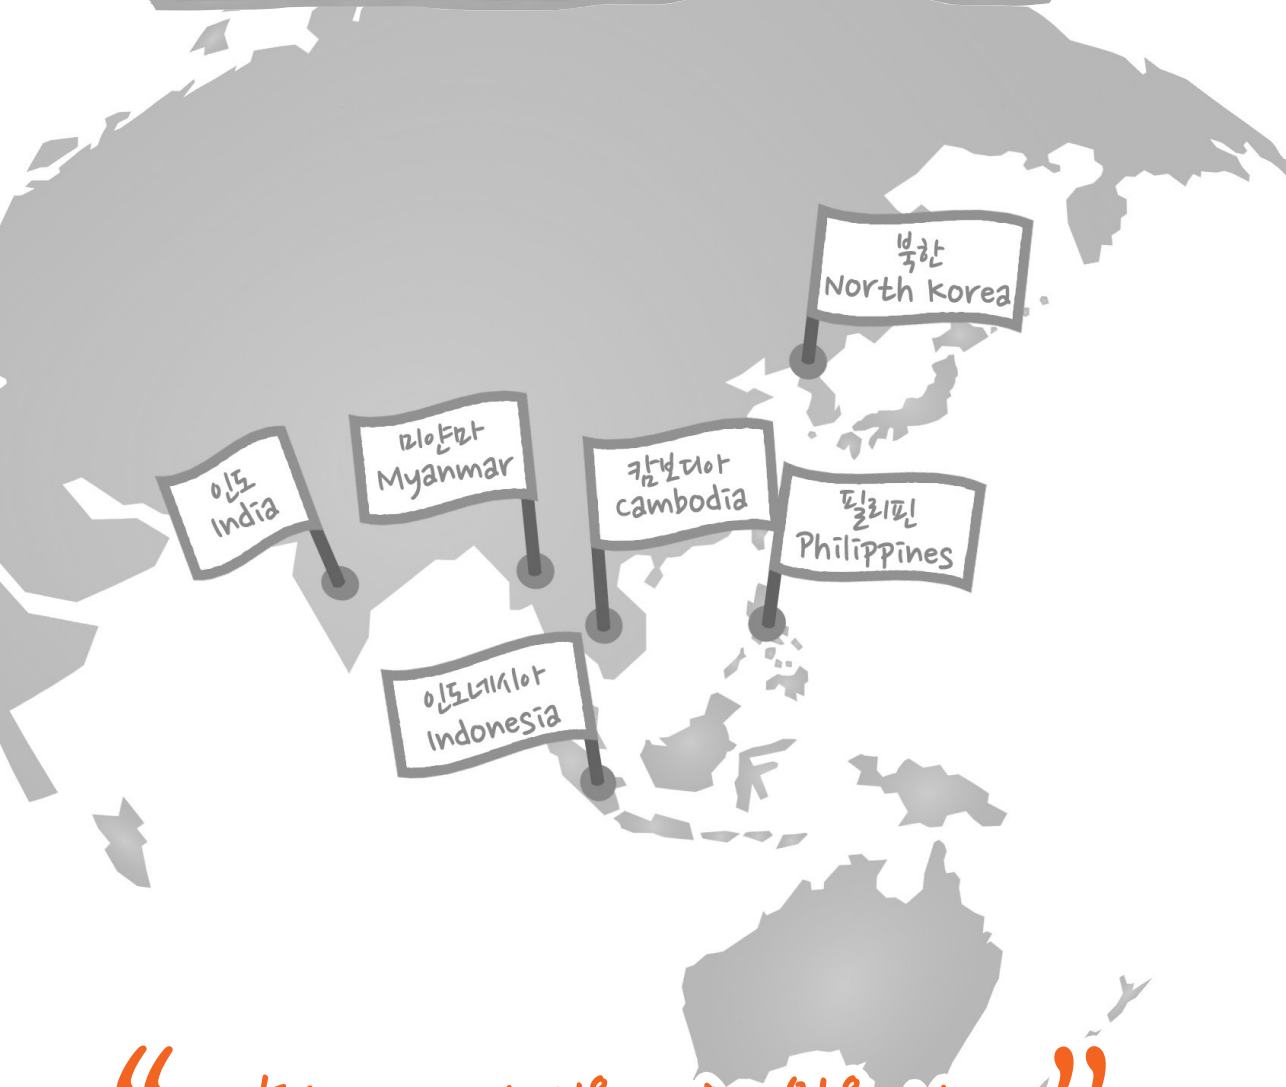 북한
North Korea
미얀마
Myanmar
인도
India
캄보디아
Cambodia
필리핀
Philippines
인도네시아
Indonesia
“ ”